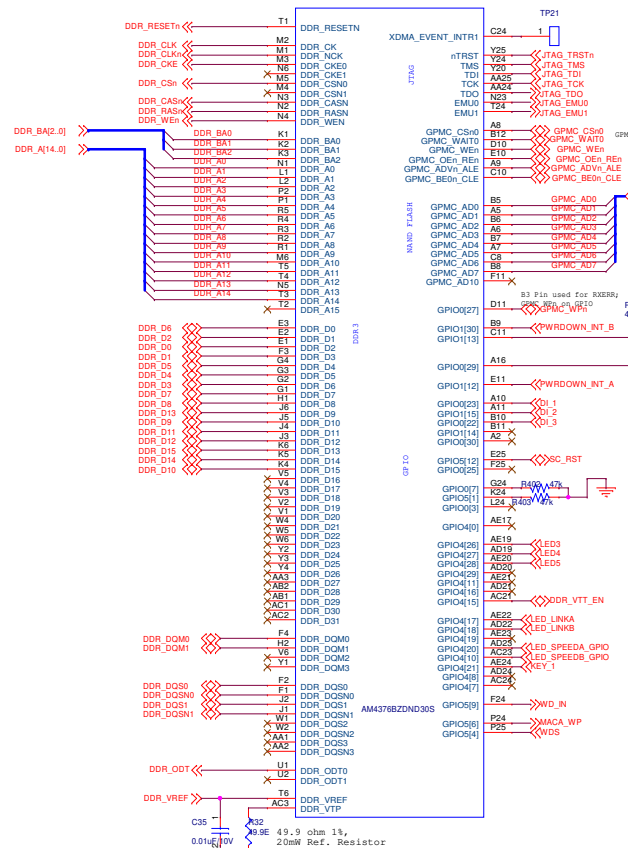 TP21
DDR_RESETn T1 DDR_RESETN XDMA_EVENT_INTR1 C24 1
DDR_CLK M2 DDR_CK nTRST Y25 JTAG_TRSTn
DDR_CLKn M1 DDR_NCK TMS Y24 JTAG_TMS
DDR_CKE M3 DDR_CKE0 TDI Y20 JTAG_TDI
N6 DDR_CKE1 TCK AA25 JTAG_TCK
DDR_CSn M5 DDR_CSN0 TDO AA24 JTAG_TDO
M4 DDR_CSN1 EMU0 N23 JTAG_EMU0
DDR_CASn N3 DDR_CASN EMU1 T24 JTAG_EMU1
DDR_RASn N2 DDR_RASN
DDR_WEn N4 DDR_WEN
JTAG
GPMC_CSn0 A8 GPMC_CSn0
GPMC_WAIT0 B12 GPMC_WAIT0
GPMC_WEn D10 GPMC_WEn
GPMC_OEn_REn E10 GPMC_OEn_REn
GPMC_ADVn_ALE A9 GPMC_ADVn_ALE
GPMC_BE0n_CLE C10 GPMC_BE0n_CLE
DDR_BA[2..0]
DDR_A[14..0]
DDR_BA0 K1 DDR_BA0
DDR_BA1 K2 DDR_BA1
DDR_BA2 K3 DDR_BA2
DDR_A0 N1 DDR_A0
DDR_A1 L1 DDR_A1
DDR_A2 L2 DDR_A2
DDR_A3 P2 DDR_A3
DDR_A4 P1 DDR_A4
DDR_A5 R5 DDR_A5
DDR_A6 R4 DDR_A6
DDR_A7 R3 DDR_A7
DDR_A8 R2 DDR_A8
DDR_A9 R1 DDR_A9
DDR_A10 M6 DDR_A10
DDR_A11 T5 DDR_A11
DDR_A12 T4 DDR_A12
DDR_A13 N5 DDR_A13
DDR_A14 T3 DDR_A14
T2 DDR_A15
NAND FLASH
GPMC_AD0 B5 GPMC_AD0
GPMC_AD1 A5 GPMC_AD1
GPMC_AD2 B6 GPMC_AD2
GPMC_AD3 A6 GPMC_AD3
GPMC_AD4 B7 GPMC_AD4
GPMC_AD5 A7 GPMC_AD5
GPMC_AD6 C8 GPMC_AD6
GPMC_AD7 B8 GPMC_AD7
GPMC_AD10 F11
B3 Pin used for RXERR;
GPMC_WPn on GPIO
GPIO0[27] D11 GPMC_WPn
GPIO1[30] B9 PWRDOWN_INT_B
GPIO1[13] C11
GPIO0[29] A16
GPIO1[12] E11 PWRDOWN_INT_A
GPIO0[23] A10 DI_1
GPIO1[15] A11 DI_2
GPIO0[22] B10 DI_3
GPIO1[14] B11
GPIO0[30] A2
GPIO5[12] E25 SC_RST
GPIO0[25] F25
GPIO0[7] G24 R402 47k
GPIO5[1] K24 R403 47k
GPIO0[3] L24
GPIO4[0] AE17
DDR3
GPIO
DDR_D6 E3 DDR_D0
DDR_D2 E2 DDR_D1
DDR_D0 E1 DDR_D2
DDR_D1 F3 DDR_D3
DDR_D5 G4 DDR_D4
DDR_D4 G3 DDR_D5
DDR_D3 G2 DDR_D6
DDR_D7 G1 DDR_D7
DDR_D8 H1 DDR_D8
DDR_D13 J6 DDR_D9
DDR_D9 J5 DDR_D10
DDR_D11 J4 DDR_D11
DDR_D12 J3 DDR_D12
DDR_D15 K6 DDR_D13
DDR_D14 K5 DDR_D14
DDR_D10 K4 DDR_D15
V5 DDR_D16
V4 DDR_D17
V3 DDR_D18
V2 DDR_D19
V1 DDR_D20
W4 DDR_D21
W5 DDR_D22
W6 DDR_D23
Y2 DDR_D24
Y3 DDR_D25
Y4 DDR_D26
AA3 DDR_D27
AB2 DDR_D28
AB1 DDR_D29
AC1 DDR_D30
AC2 DDR_D31
GPIO4[26] AE19 LED3
GPIO4[27] AD19 LED4
GPIO4[28] AE20 LED5
GPIO4[29] AD20
GPIO4[11] AE21
GPIO4[16] AD21
GPIO4[15] AC21 DDR_VTT_EN
GPIO4[17] AE22 LED_LINKA
GPIO4[18] AD22 LED_LINKB
GPIO4[19] AE23
GPIO4[20] AD23 LED_SPEEDA_GPIO
GPIO4[10] AC23 LED_SPEEDB_GPIO
GPIO4[21] AE24 KEY_1
GPIO4[8] AD24
GPIO4[7] AC24
DDR_DQM0 F4 DDR_DQM0
DDR_DQM1 H2 DDR_DQM1
V6 DDR_DQM2
Y1 DDR_DQM3
DDR_DQS0 F2 DDR_DQS0
DDR_DQSN0 F1 DDR_DQSN0
DDR_DQS1 J2 DDR_DQS1
DDR_DQSN1 J1 DDR_DQSN1
W1 DDR_DQS2
W2 DDR_DQSN2
AA1 DDR_DQS3
AA2 DDR_DQSN3
GPIO5[9] F24 WD_IN
AM4376BZDND30S
GPIO5[6] P24 MACA_WP
GPIO5[4] P25 WDS
DDR_ODT U1 DDR_ODT0
U2 DDR_ODT1
DDR_VREF T6 DDR_VREF
AC3 DDR_VTP
C35
0.01uF/10V
R32
49.9E
49.9 ohm 1%,
20mW Ref. Resistor